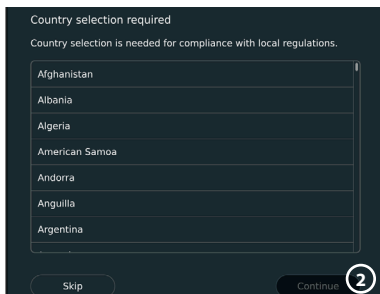 Country selection required
Country selection is needed for compliance with local regulations.
Afghanistan
Albania
Algeria
American Samoa
Andorra
Anguilla
Argentina
Skip
Continue
2